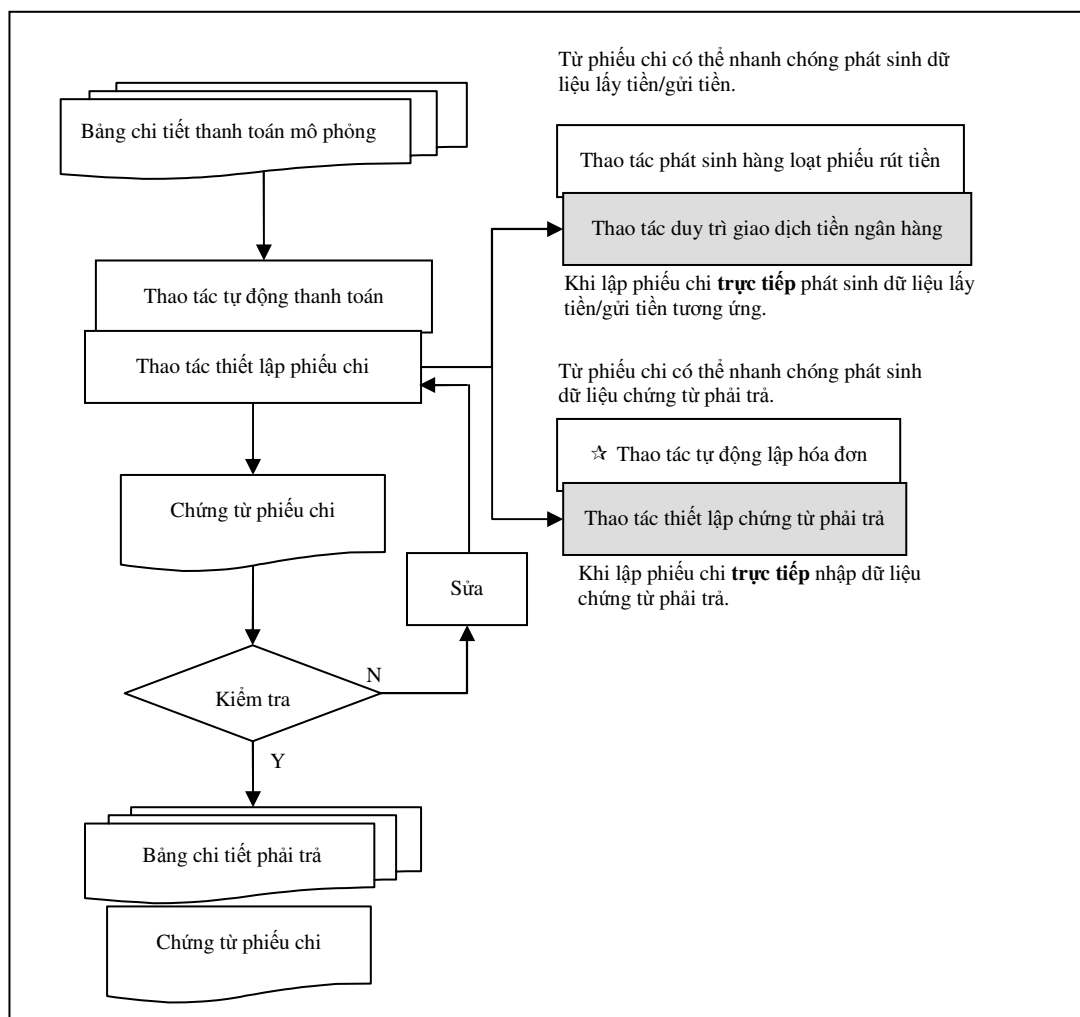 Từ phiếu chi có thể nhanh chóng phát sinh dữ
liệu lấy tiền/gửi tiền.
Bảng chi tiết thanh toán mô phỏng
Thao tác phát sinh hàng loạt phiếu rút tiền
Thao tác duy trì giao dịch tiền ngân hàng
Khi lập phiếu chi trực tiếp phát sinh dữ liệu lấy
tiền/gửi tiền tương ứng.
Thao tác tự động thanh toán
Thao tác thiết lập phiếu chi
Từ phiếu chi có thể nhanh chóng phát sinh
dữ liệu chứng từ phải trả.
☆ Thao tác tự động lập hóa đơn
Thao tác thiết lập chứng từ phải trả
Khi lập phiếu chi trực tiếp nhập dữ liệu
chứng từ phải trả.
Chứng từ phiếu chi
Sửa
Kiểm tra
N
Y
Bảng chi tiết phải trả
Chứng từ phiếu chi